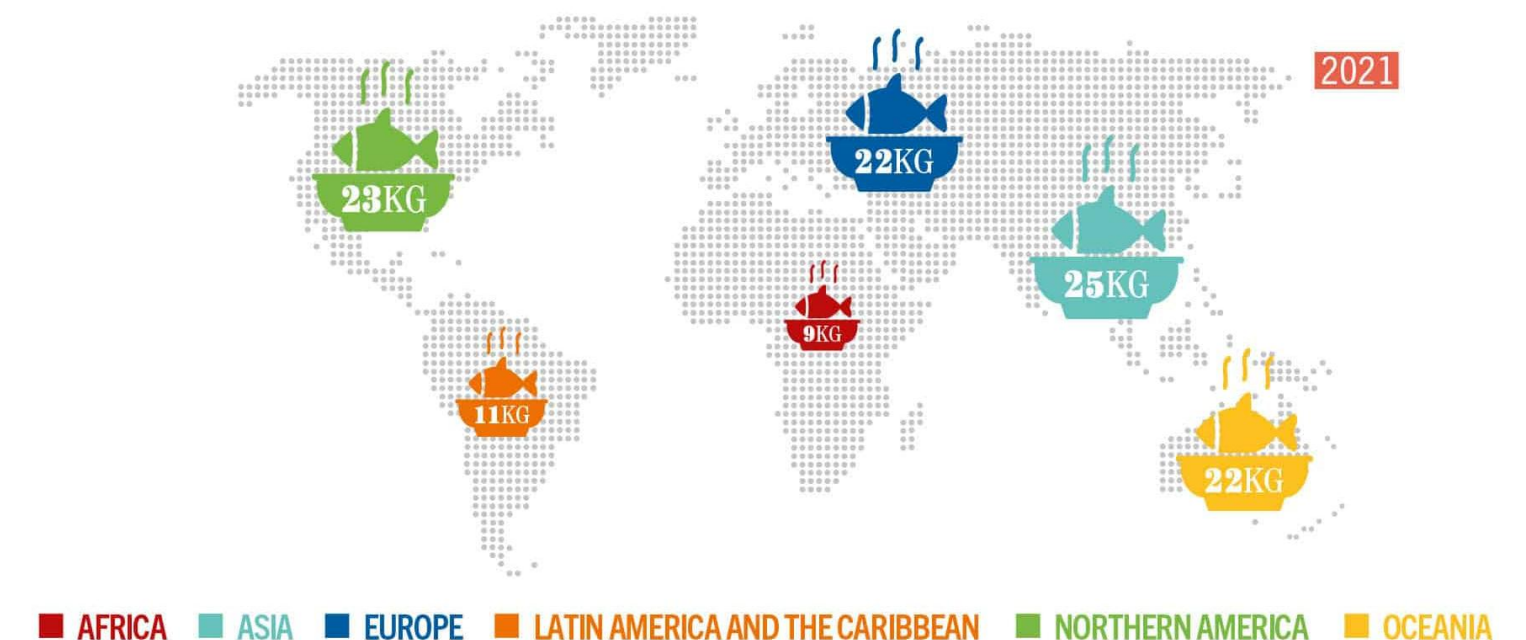 2021
22KG
23KG
25KG
9KG
11KG
22KG
AFRICA ASIA EUROPE LATIN AMERICA AND THE CARIBBEAN NORTHERN AMERICA OCEANIA